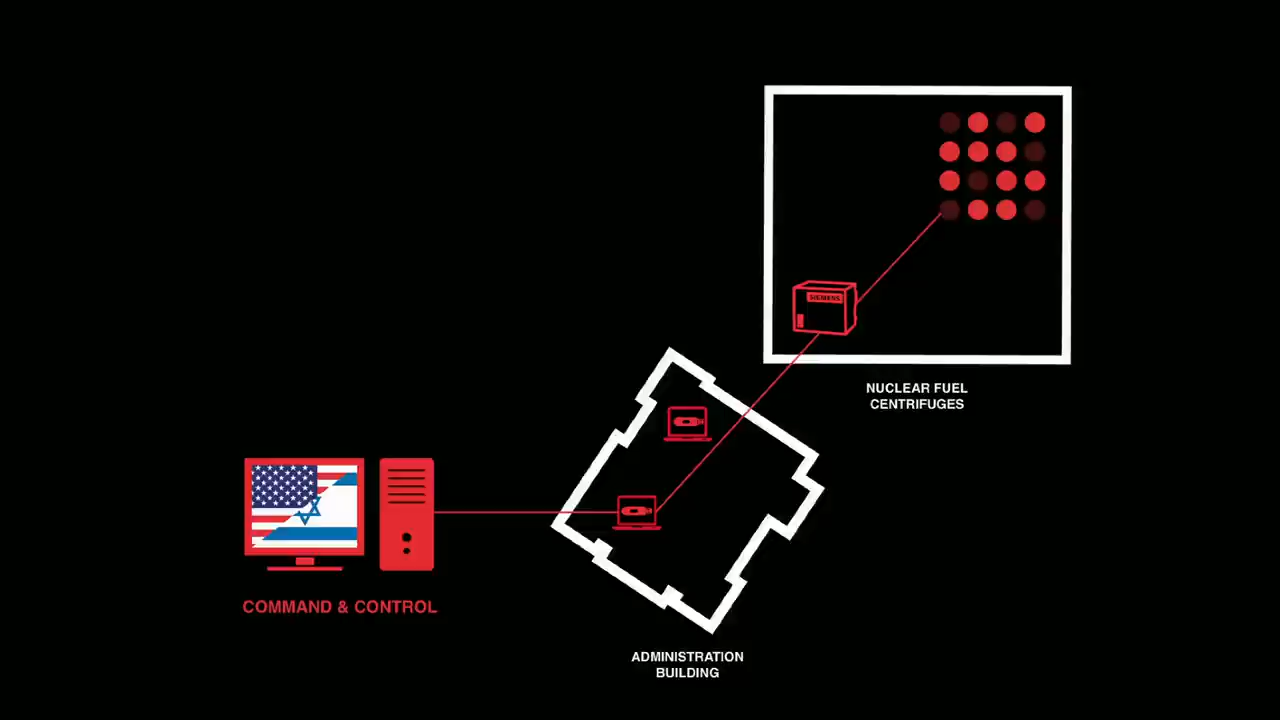 SIEMENS
NUCLEAR FUEL
CENTRIFUGES
COMMAND & CONTROL
ADMINISTRATION
BUILDING